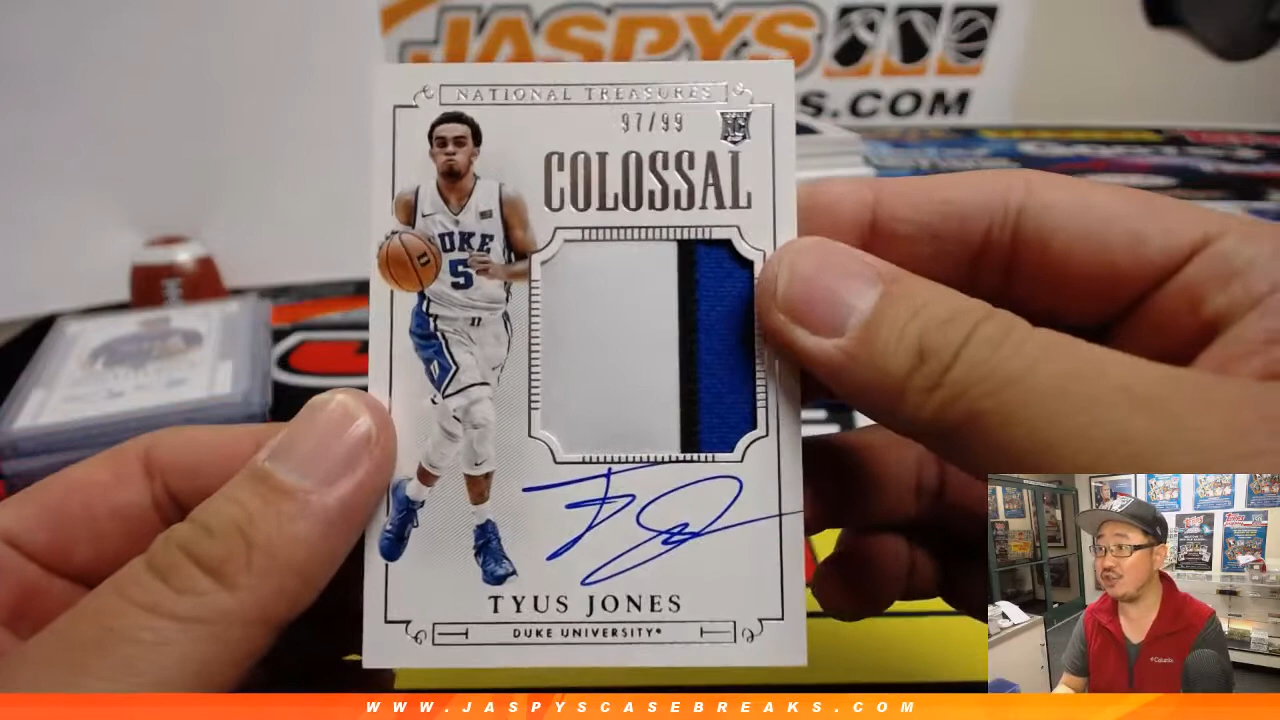 JASPYS
S.COM
NATIONAL TREASURES
97/99
RC
COLOSSAL
DUKE
5
TYUS JONES
DUKE UNIVERSITY
Columbia
WWW.JASPYSCASEBREAKS.COM